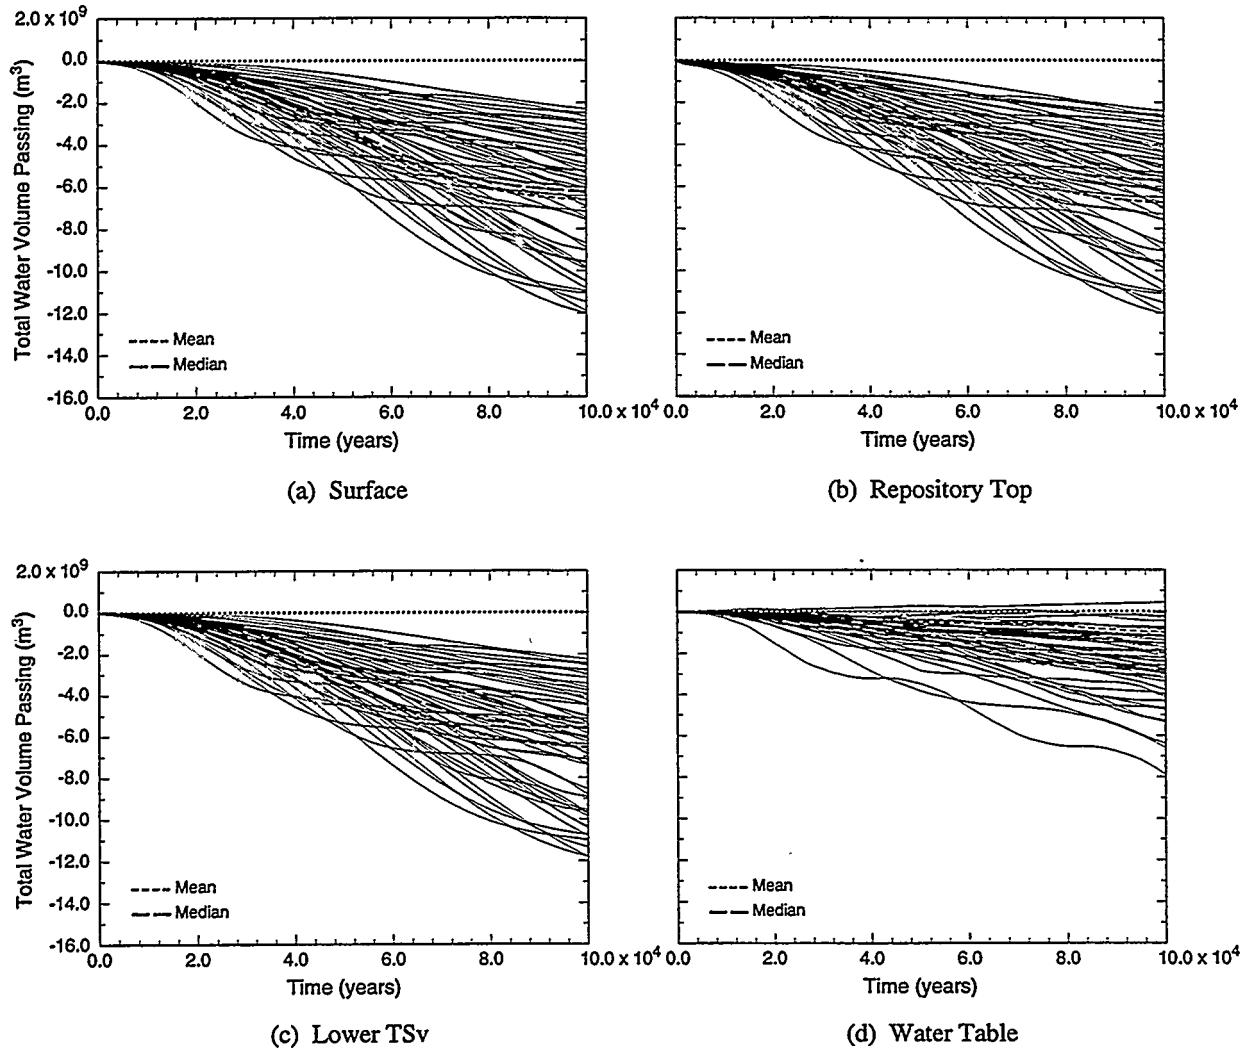 2.0 x 10⁹
0.0
-2.0
-4.0
-6.0
-8.0
-10.0
-12.0
-14.0
-16.0
Total Water Volume Passing (m³)
Mean
Median
0.0 2.0 4.0 6.0 8.0 10.0 x 10⁴
Time (years)
(a) Surface
Mean
Median
0.0 2.0 4.0 6.0 8.0 10.0 x 10⁴
Time (years)
(b) Repository Top
2.0 x 10⁹
0.0
-2.0
-4.0
-6.0
-8.0
-10.0
-12.0
-14.0
-16.0
Total Water Volume Passing (m³)
Mean
Median
0.0 2.0 4.0 6.0 8.0 10.0 x 10⁴
Time (years)
(c) Lower TSv
Mean
Median
0.0 2.0 4.0 6.0 8.0 10.0 x 10⁴
Time (years)
(d) Water Table